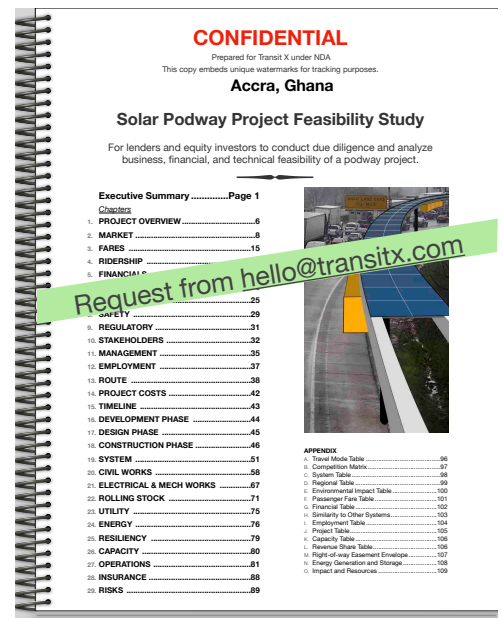 CONFIDENTIAL
Prepared for Transit X under NDA
This copy embeds unique watermarks for tracking purposes.
Accra, Ghana
Solar Podway Project Feasibility Study
For lenders and equity investors to conduct due diligence and analyze
business, financial, and technical feasibility of a podway project.
Executive Summary..............Page 1
Chapters
1. PROJECT OVERVIEW....................................6
2. MARKET ....................................................8
3. FARES .....................................................15
4. RIDERSHIP
5. FINANCIALS
Request from hello@transitx.com
25
8. SAFETY ....................................................29
9. REGULATORY ...........................................31
10. STAKEHOLDERS .......................................32
11. MANAGEMENT .........................................35
12. EMPLOYMENT ..........................................37
13. ROUTE .....................................................38
14. PROJECT COSTS .......................................42
15. TIMELINE .................................................43
16. DEVELOPMENT PHASE ..............................44
17. DESIGN PHASE .........................................45
18. CONSTRUCTION PHASE ............................46
19. SYSTEM ...................................................51
20. CIVIL WORKS ............................................58
21. ELECTRICAL & MECH WORKS ....................67
22. ROLLING STOCK .......................................71
23. UTILITY ....................................................75
24. ENERGY ...................................................76
25. RESILIENCY ..............................................79
26. CAPACITY .................................................80
27. OPERATIONS ............................................81
28. INSURANCE ..............................................88
29. RISKS ......................................................89
APPENDIX
A. Travel Mode Table ....................................96
B. Competition Matrix....................................97
C. System Table ...........................................98
D. Regional Table .........................................99
E. Environmental Impact Table .......................100
F. Passenger Fare Table ................................101
G. Financial Table .........................................102
H. Similarity to Other Systems ........................103
I. Employment Table .....................................104
J. Project Table ............................................105
K. Capacity Table ..........................................106
L. Revenue Share Table.................................106
M. Right-of-way Easement Envelope................107
N. Energy Generation and Storage ..................108
O. Impact and Resources ..............................109